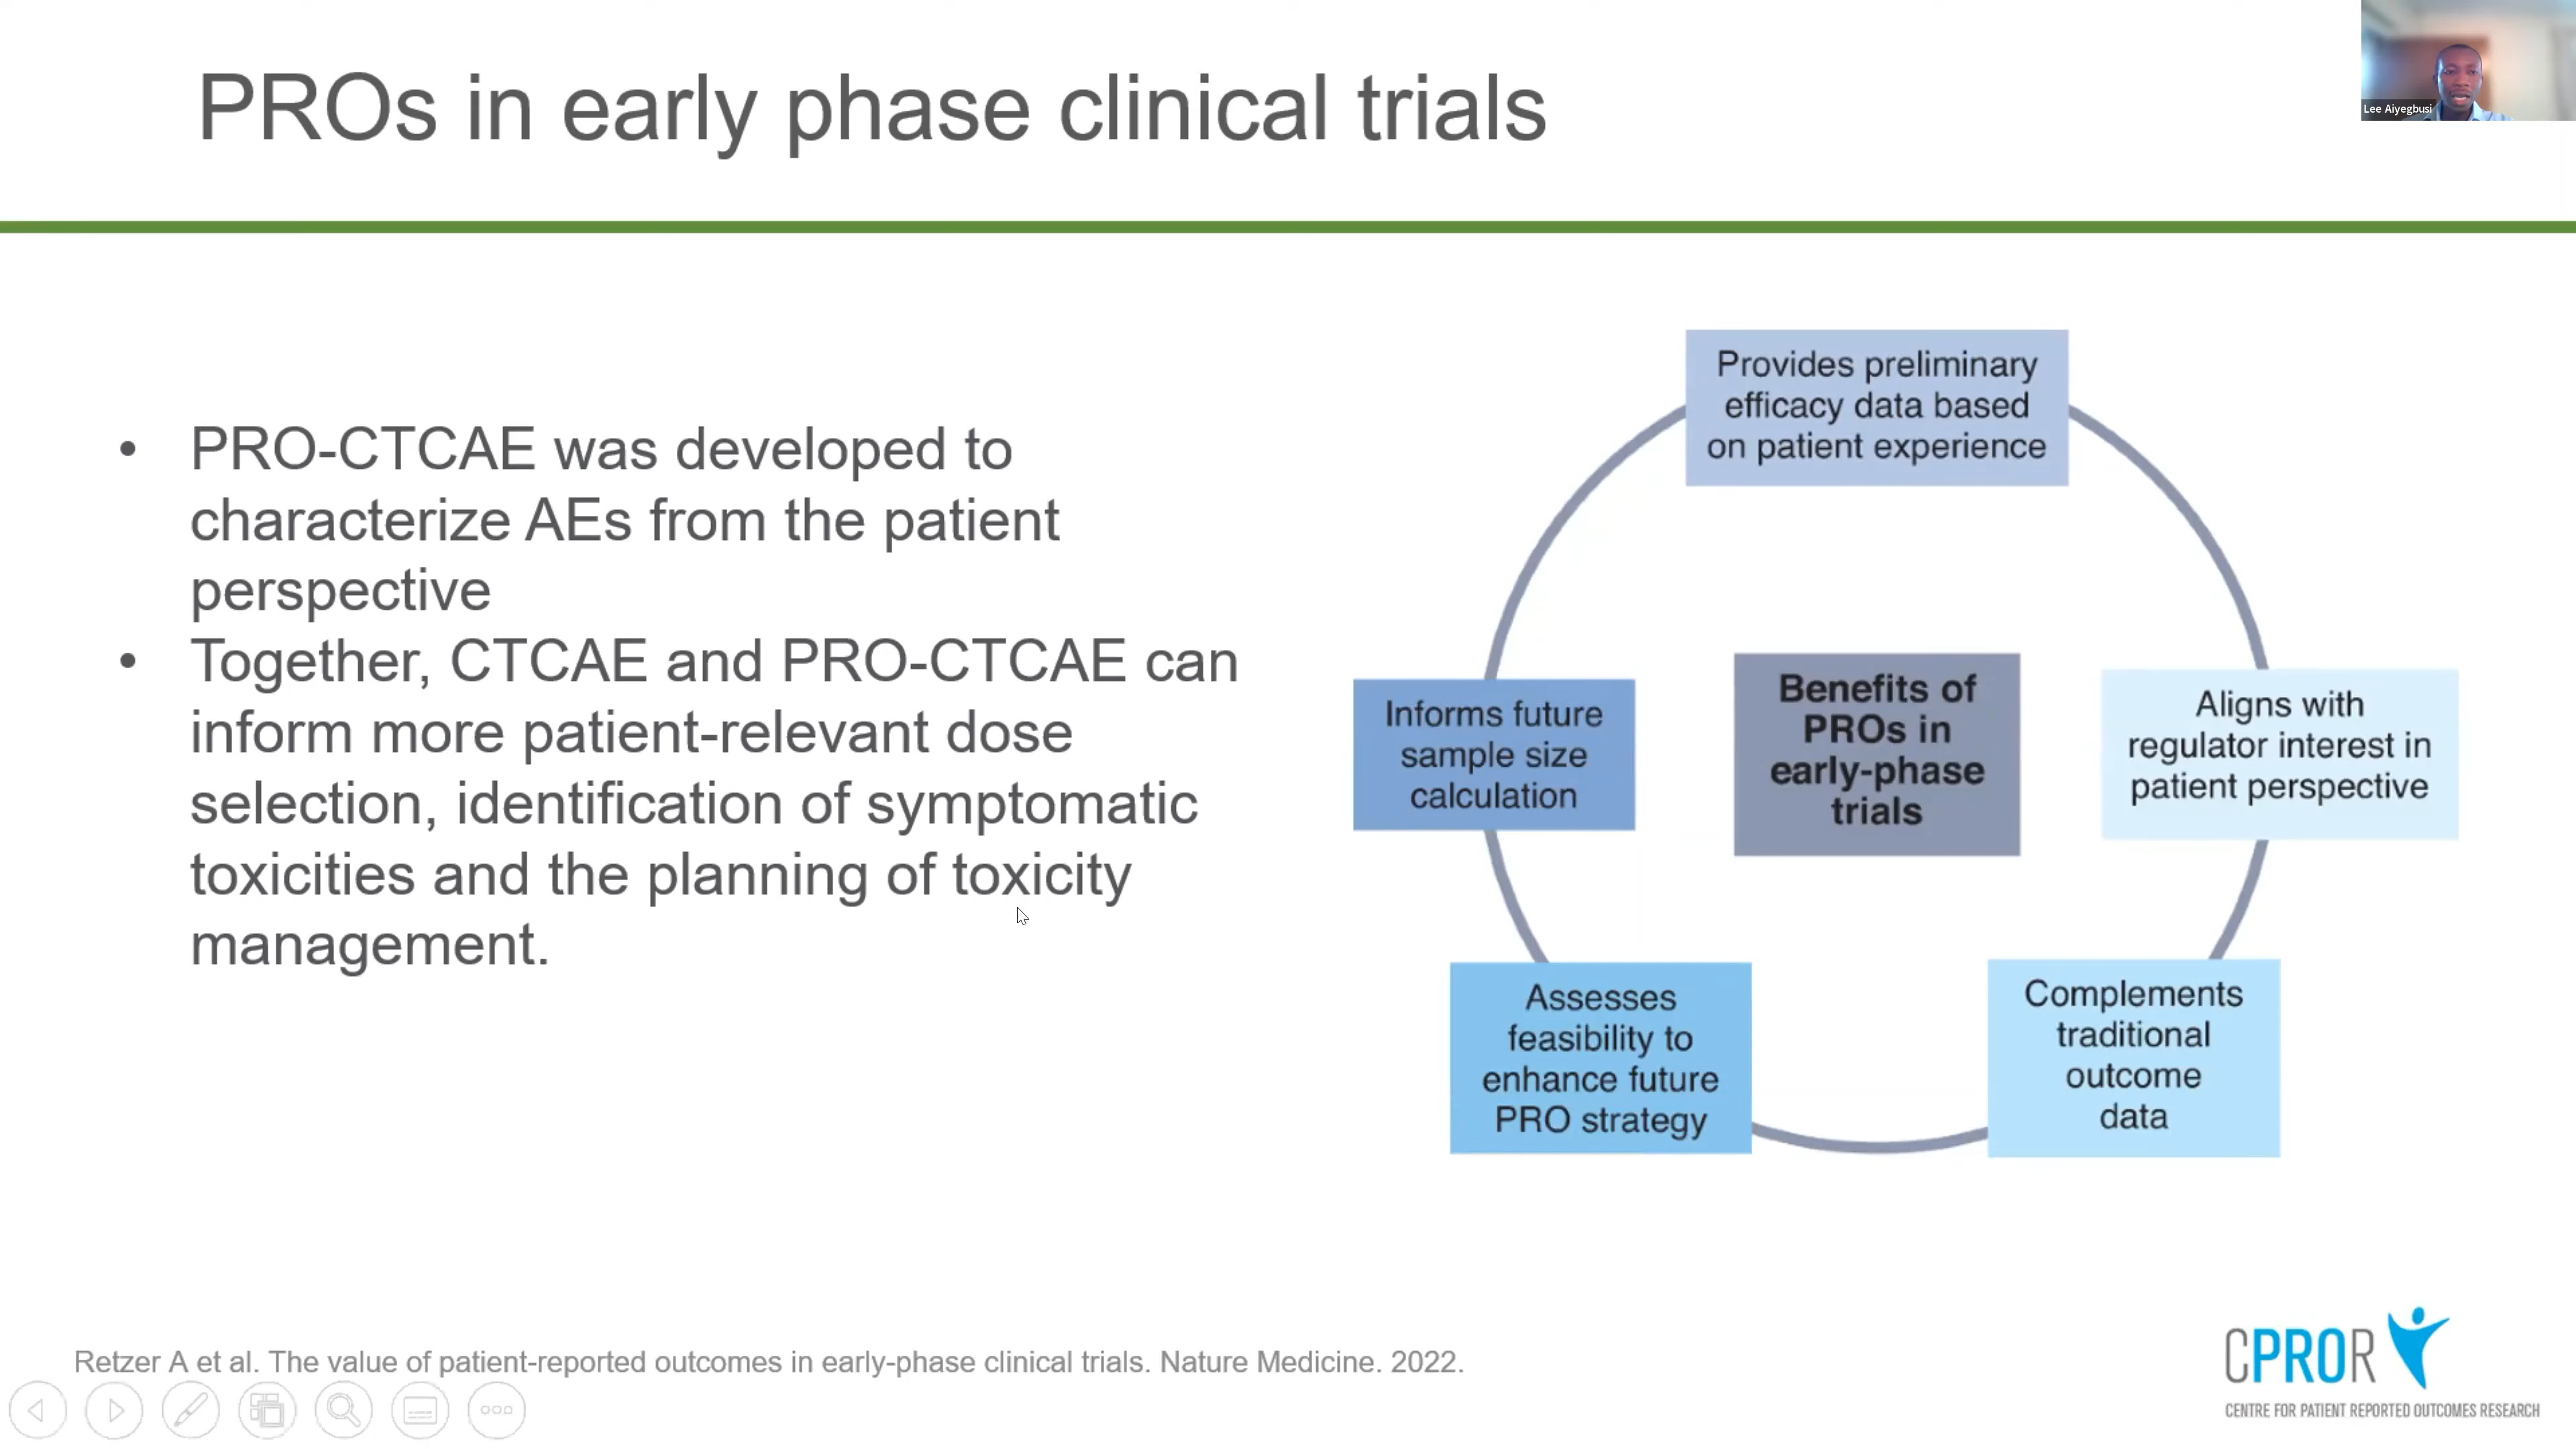 PROs in early phase clinical trials
Lee Aiyegbusi
• PRO-CTCAE was developed to
characterize AEs from the patient
perspective
• Together, CTCAE and PRO-CTCAE can
inform more patient-relevant dose
selection, identification of symptomatic
toxicities and the planning of toxicity
management.
Provides preliminary
efficacy data based
on patient experience
Aligns with
regulator interest in
patient perspective
Complements
traditional
outcome
data
Assesses
feasibility to
enhance future
PRO strategy
Informs future
sample size
calculation
Benefits of
PROs in
early-phase
trials
Retzer A et al. The value of patient-reported outcomes in early-phase clinical trials. Nature Medicine. 2022.
CPROR
CENTRE FOR PATIENT REPORTED OUTCOMES RESEARCH